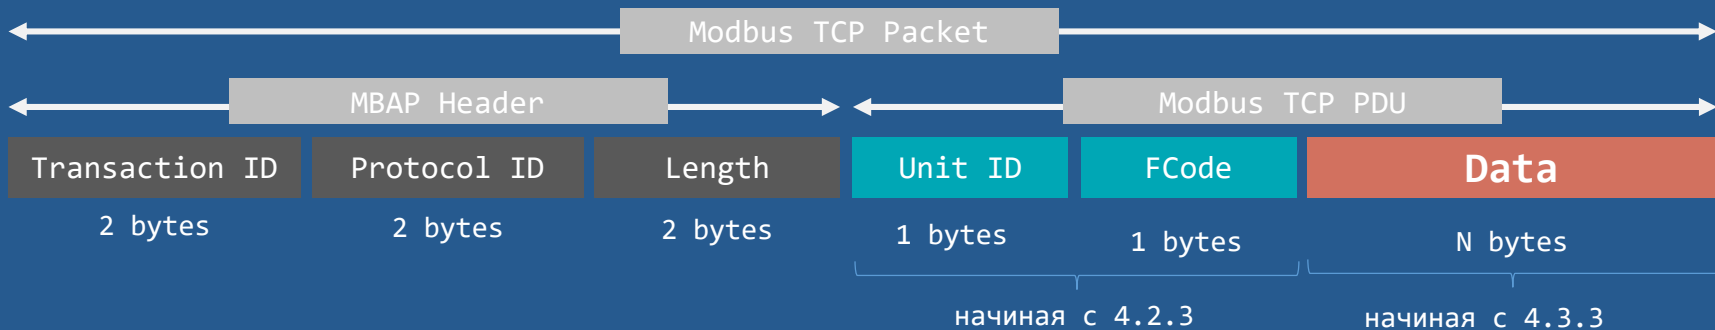 Modbus TCP Packet
MBAP Header
Modbus TCP PDU
Transaction ID
Protocol ID
Length
Unit ID
FCode
Data
2 bytes
2 bytes
2 bytes
1 bytes
1 bytes
N bytes
начиная с 4.2.3
начиная с 4.3.3